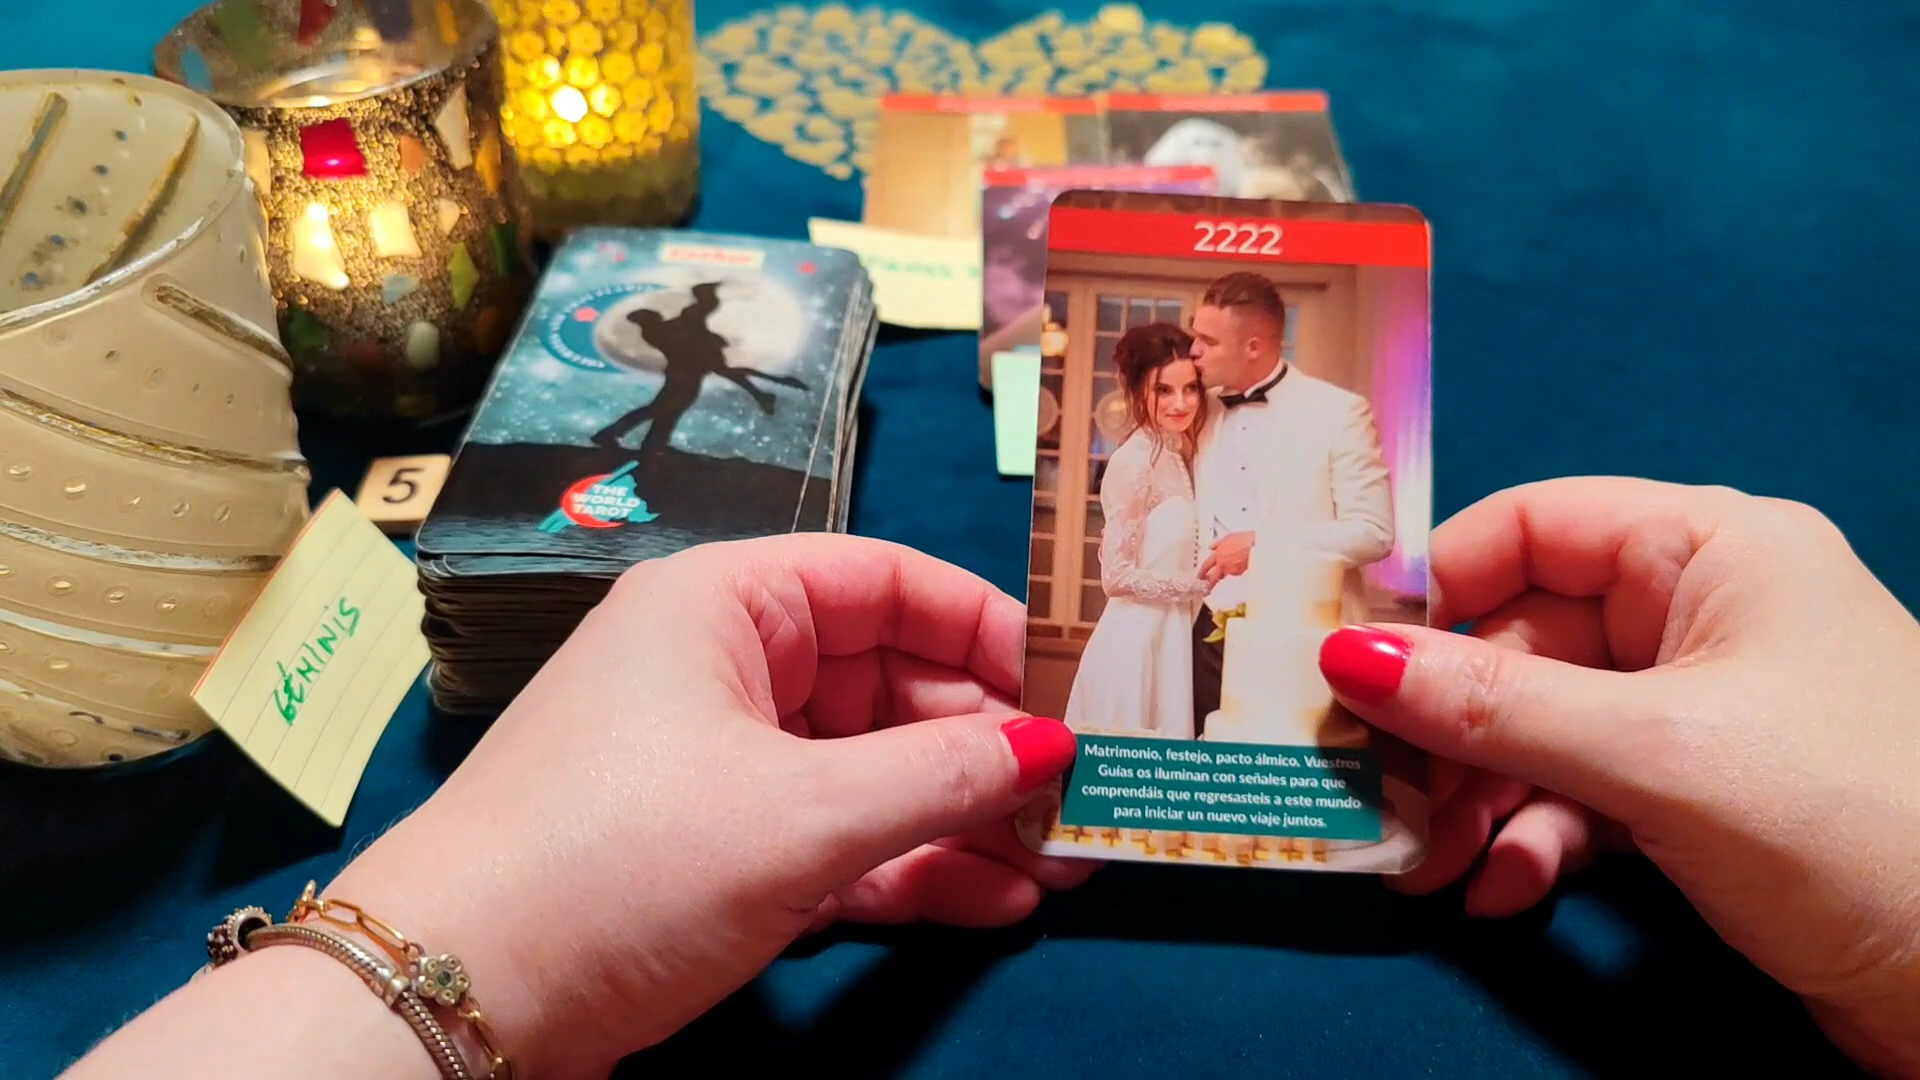 2222
Matrimonio, festejo, pacto álmico. Vuestros
Guías os iluminan con señales para que
comprendáis que regresasteis a este mundo
para iniciar un nuevo viaje juntos.
THE
WORLD
TAROT
5
GÉMINIS